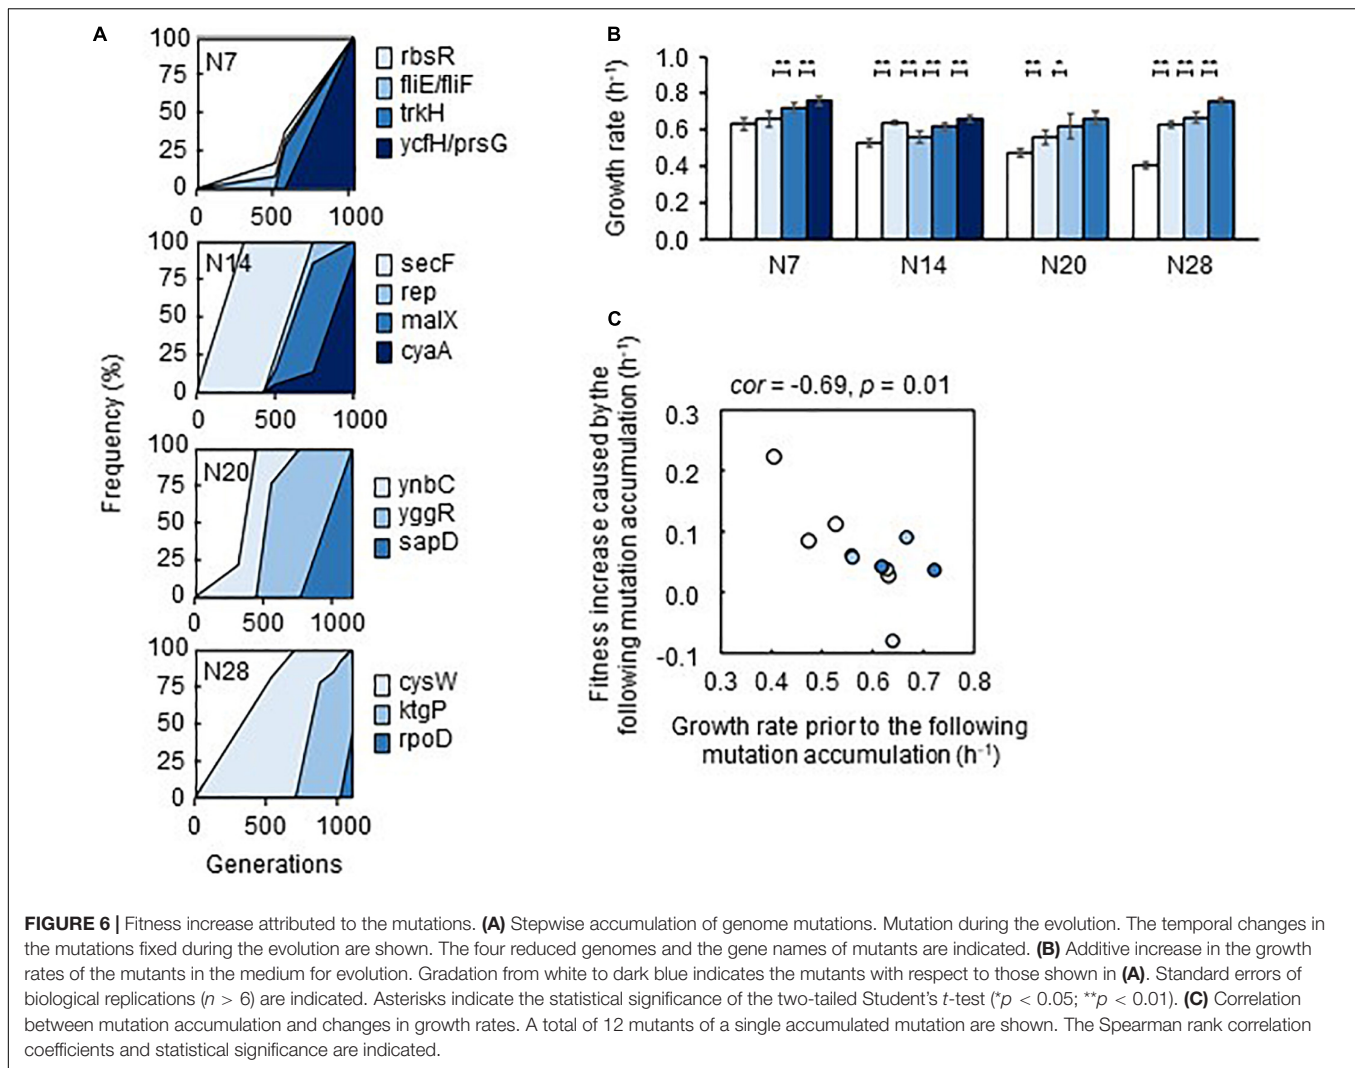 A
N7
100
75
50
25
0
0
500
1000
rbsR
fliE/fliF
trkH
ycfH/prsG
N14
100
75
50
25
0
0
500
1000
secF
rep
malX
cyaA
N20
100
75
50
25
0
0
500
1000
ynbC
yggR
sapD
N28
100
75
50
25
0
0
500
1000
cysW
ktgP
rpoD
Frequency (%)
Generations
B
Growth rate (h⁻¹)
1.0
0.8
0.6
0.4
0.2
0.0
** **
** ** ** **
** *
** ** **
N7
N14
N20
N28
C
cor = -0.69, p = 0.01
Fitness increase caused by the
following mutation accumulation (h⁻¹)
0.3
0.2
0.1
0.0
-0.1
0.3 0.4 0.5 0.6 0.7 0.8
Growth rate prior to the following
mutation accumulation (h⁻¹)
FIGURE 6 | Fitness increase attributed to the mutations. (A) Stepwise accumulation of genome mutations. Mutation during the evolution. The temporal changes in
the mutations fixed during the evolution are shown. The four reduced genomes and the gene names of mutants are indicated. (B) Additive increase in the growth
rates of the mutants in the medium for evolution. Gradation from white to dark blue indicates the mutants with respect to those shown in (A). Standard errors of
biological replications (n > 6) are indicated. Asterisks indicate the statistical significance of the two-tailed Student’s t-test (*p < 0.05; **p < 0.01). (C) Correlation
between mutation accumulation and changes in growth rates. A total of 12 mutants of a single accumulated mutation are shown. The Spearman rank correlation
coefficients and statistical significance are indicated.